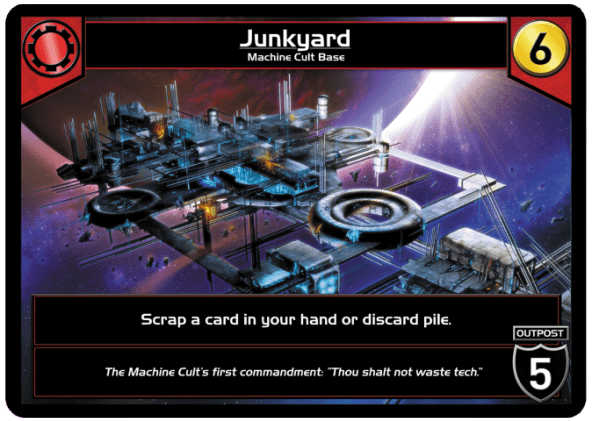 Junkyard
6
Machine Cult Base
Scrap a card in your hand or discard pile.
OUTPOST
5
The Machine Cult's first commandment: "Thou shalt not waste tech."